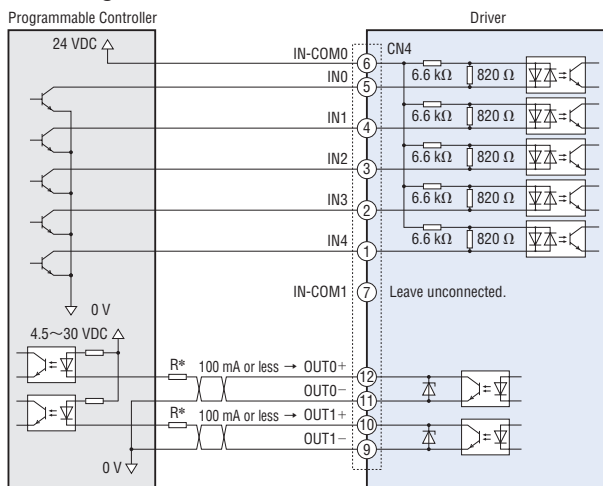 Programmable Controller
Driver
24 VDC
IN-COM0
CN4
6
6.6 kΩ
820 Ω
IN0
5
IN1
4
6.6 kΩ
820 Ω
IN2
3
6.6 kΩ
820 Ω
IN3
2
6.6 kΩ
820 Ω
IN4
1
6.6 kΩ
820 Ω
IN-COM1
7
Leave unconnected.
0 V
4.5～30 VDC
R*
100 mA or less → OUT0+
12
OUT0−
11
R*
100 mA or less → OUT1+
10
OUT1−
9
0 V